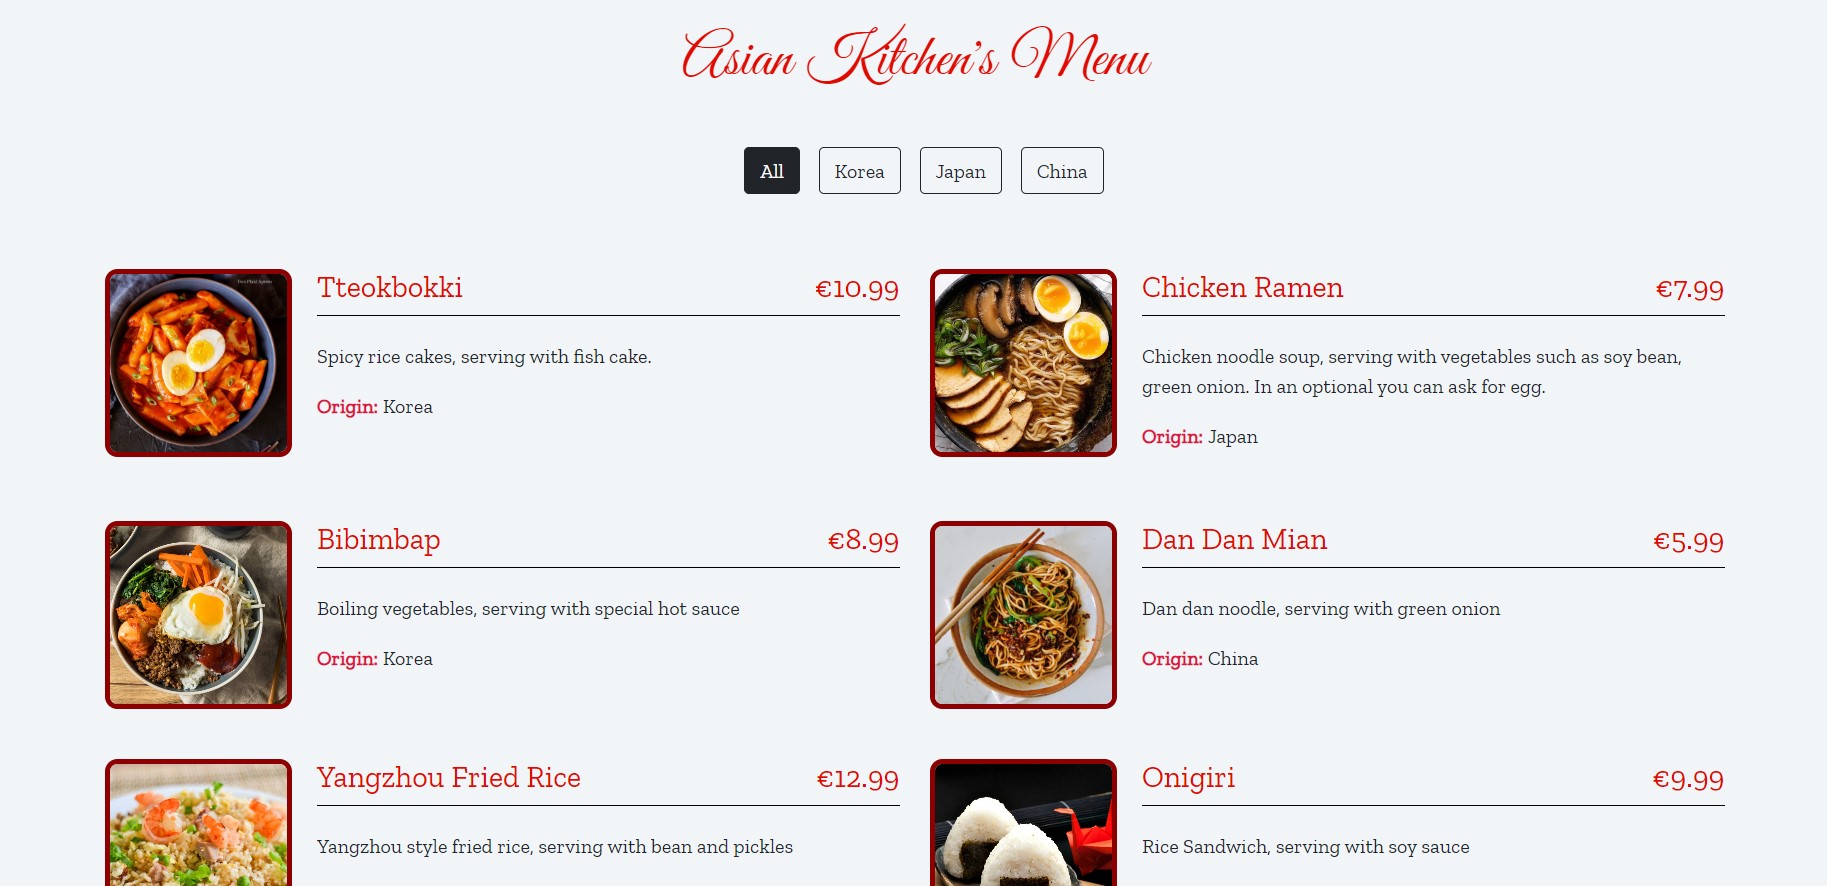 Asian Kitchen's Menu
All
Korea
Japan
China
Tteokbokki
€10.99
Spicy rice cakes, serving with fish cake.
Origin: Korea
Chicken Ramen
€7.99
Chicken noodle soup, serving with vegetables such as soy bean,
green onion. In an optional you can ask for egg.
Origin: Japan
Bibimbap
€8.99
Boiling vegetables, serving with special hot sauce
Origin: Korea
Dan Dan Mian
€5.99
Dan dan noodle, serving with green onion
Origin: China
Yangzhou Fried Rice
€12.99
Yangzhou style fried rice, serving with bean and pickles
Onigiri
€9.99
Rice Sandwich, serving with soy sauce